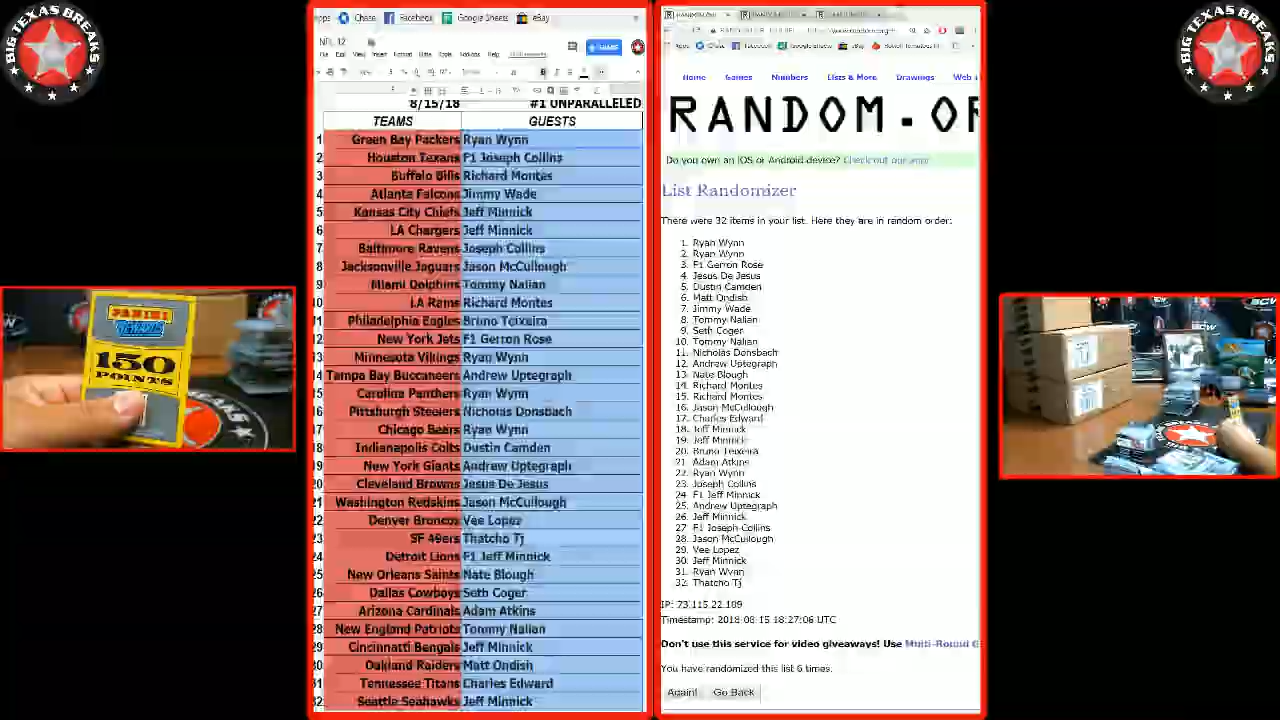 BIG TEXAS BREAKS
Chase Facebook Google Sheets eBay
NFL 12
8/15/18 #1 UNPARALLELED
TEAMS GUESTS
1 Green Bay Packers Ryan Wynn
2 Houston Texans F1 Joseph Collins
3 Buffalo Bills Richard Montes
4 Atlanta Falcons Jimmy Wade
5 Kansas City Chiefs Jeff Minnick
6 LA Chargers Jeff Minnick
7 Baltimore Ravens Joseph Collins
8 Jacksonville Jaguars Jason McCullough
9 Miami Dolphins Tommy Nalian
10 LA Rams Richard Montes
11 Philadelphia Eagles Bruno Teixeira
12 New York Jets F1 Gerron Rose
13 Minnesota Vikings Ryan Wynn
14 Tampa Bay Buccaneers Andrew Uptegraph
15 Carolina Panthers Ryan Wynn
16 Pittsburgh Steelers Nicholas Donsbach
17 Chicago Bears Ryan Wynn
18 Indianapolis Colts Dustin Camden
19 New York Giants Andrew Uptegraph
20 Cleveland Browns Jesus De Jesus
21 Washington Redskins Jason McCullough
22 Denver Broncos Vee Lopez
23 SF 49ers Thatcho Tj
24 Detroit Lions F1 Jeff Minnick
25 New Orleans Saints Nate Blough
26 Dallas Cowboys Seth Coger
27 Arizona Cardinals Adam Atkins
28 New England Patriots Tommy Nalian
29 Cincinnati Bengals Jeff Minnick
30 Oakland Raiders Matt Ondish
31 Tennessee Titans Charles Edward
32 Seattle Seahawks Jeff Minnick
Chase Facebook Google Sheets eBay
Home Games Numbers Lists & More Drawings Web
RANDOM.OR
Do you own an iOS or Android device? Check out our app!
List Randomizer
There were 32 items in your list. Here they are in random order:
1. Ryan Wynn
2. Ryan Wynn
3. F1 Gerron Rose
4. Jesus De Jesus
5. Dustin Camden
6. Matt Ondish
7. Jimmy Wade
8. Tommy Nalian
9. Seth Coger
10. Tommy Nalian
11. Nicholas Donsbach
12. Andrew Uptegraph
13. Nate Blough
14. Richard Montes
15. Richard Montes
16. Jason McCullough
17. Charles Edward
18. Jeff Minnick
19. Jeff Minnick
20. Bruno Teixeira
21. Adam Atkins
22. Ryan Wynn
23. Joseph Collins
24. F1 Jeff Minnick
25. Andrew Uptegraph
26. Jeff Minnick
27. F1 Joseph Collins
28. Jason McCullough
29. Vee Lopez
30. Jeff Minnick
31. Ryan Wynn
32. Thatcho Tj
IP: 73.115.22.189
Timestamp: 2018-08-15 18:27:06 UTC
Don't use this service for video giveaways! Use Multi-Round G
You have randomized this list 6 times.
Again! Go Back
BIG TEXAS BREAKS
PANINI
REWARDS
150
POINTS
BCW